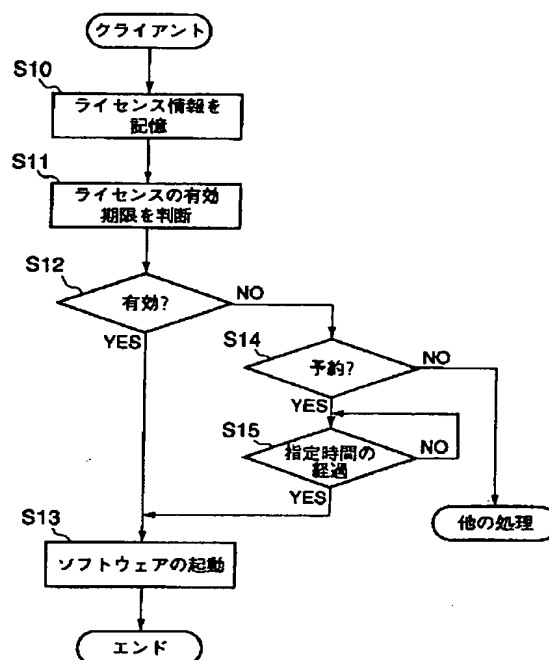 クライアント
S10
ライセンス情報を
記憶
S11
ライセンスの有効
期限を判断
S12
有効?
NO
YES
S14
予約?
NO
YES
S15
指定時間の
経過
NO
YES
他の処理
S13
ソフトウェアの起動
エンド